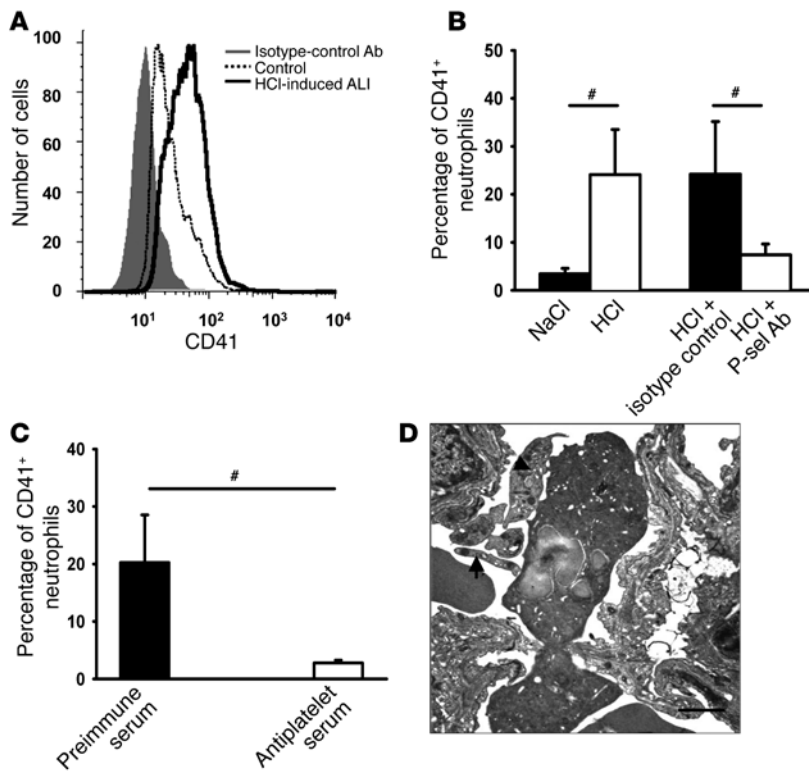 A
Number of cells
100
80
60
40
20
0
10¹
10²
10³
10⁴
CD41
Isotype-control Ab
Control
HCl-induced ALI
B
Percentage of CD41⁺
neutrophils
50
40
30
20
10
0
#
#
NaCl
HCl
HCl +
isotype control
HCl +
P-sel Ab
C
Percentage of CD41⁺
neutrophils
40
30
20
10
0
#
Preimmune
serum
Antiplatelet
serum
D